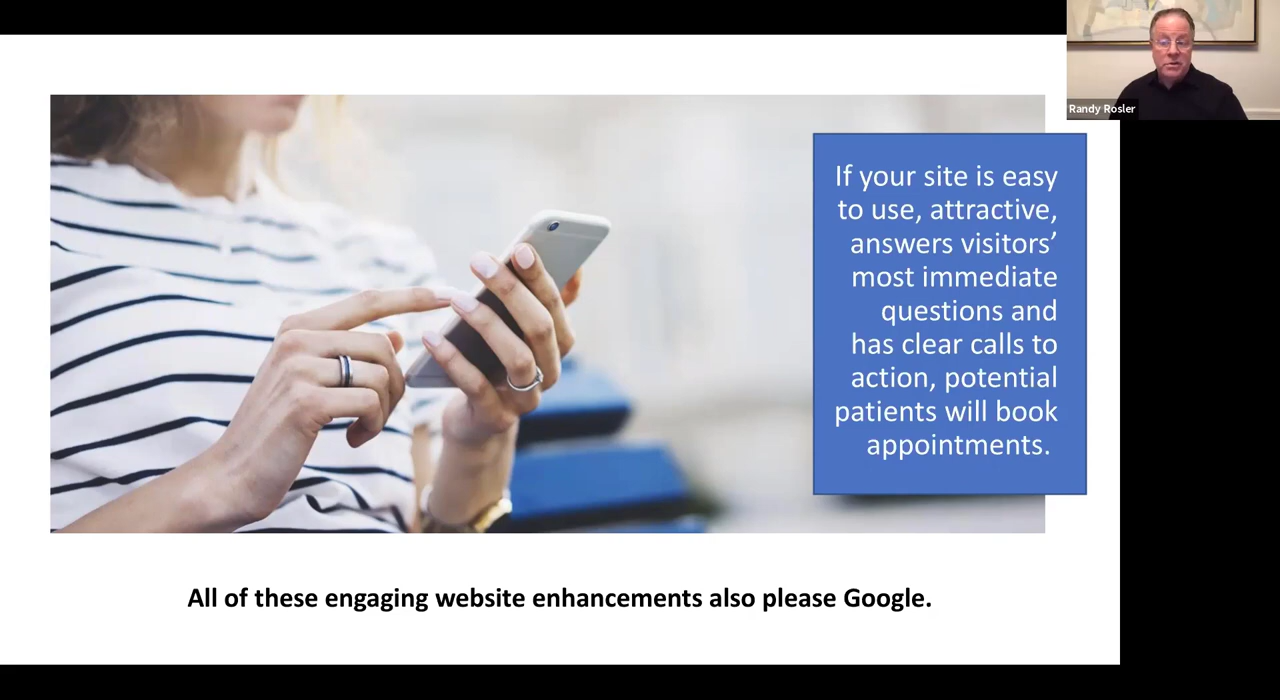 Randy Rosler
If your site is easy
to use, attractive,
answers visitors’
most immediate
questions and
has clear calls to
action, potential
patients will book
appointments.
All of these engaging website enhancements also please Google.